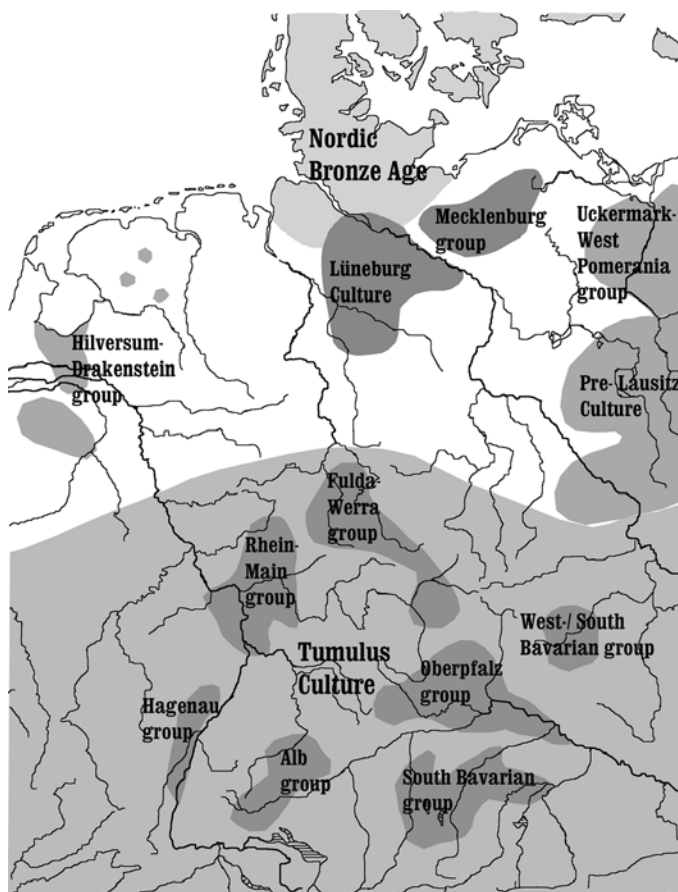 Nordic
Bronze Age
Mecklenburg
group
Uckermark-
West
Pomerania
group
Lüneburg
Culture
Hilversum-
Drakenstein
group
Pre-Lausitz
Culture
Fulda-
Werra
group
Rhein-
Main
group
West-/ South
Bavarian group
Tumulus
Culture
Oberpfalz
group
Hagenau
group
Alb
group
South Bavarian
group